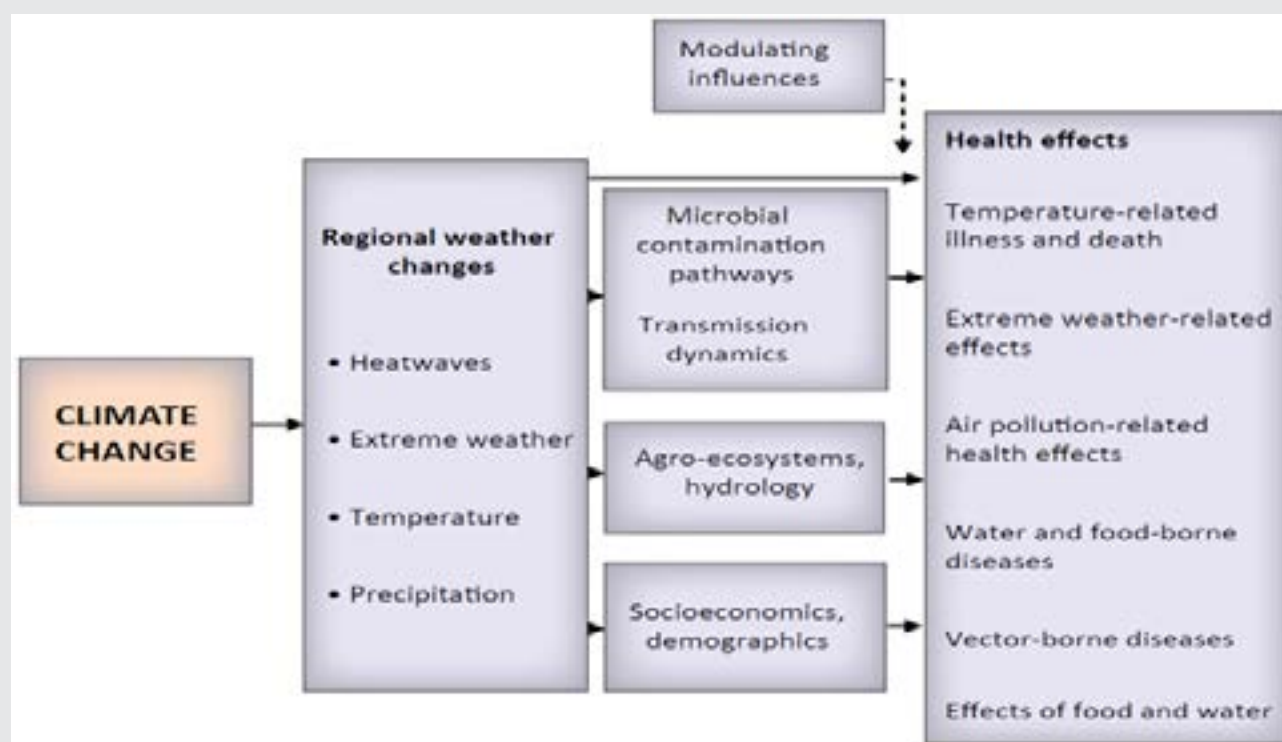 Modulating
influences
CLIMATE
CHANGE
Regional weather
changes
• Heatwaves
• Extreme weather
• Temperature
• Precipitation
Microbial
contamination
pathways
Transmission
dynamics
Agro-ecosystems,
hydrology
Socioeconomics,
demographics
Health effects
Temperature-related
illness and death
Extreme weather-related
effects
Air pollution-related
health effects
Water and food-borne
diseases
Vector-borne diseases
Effects of food and water